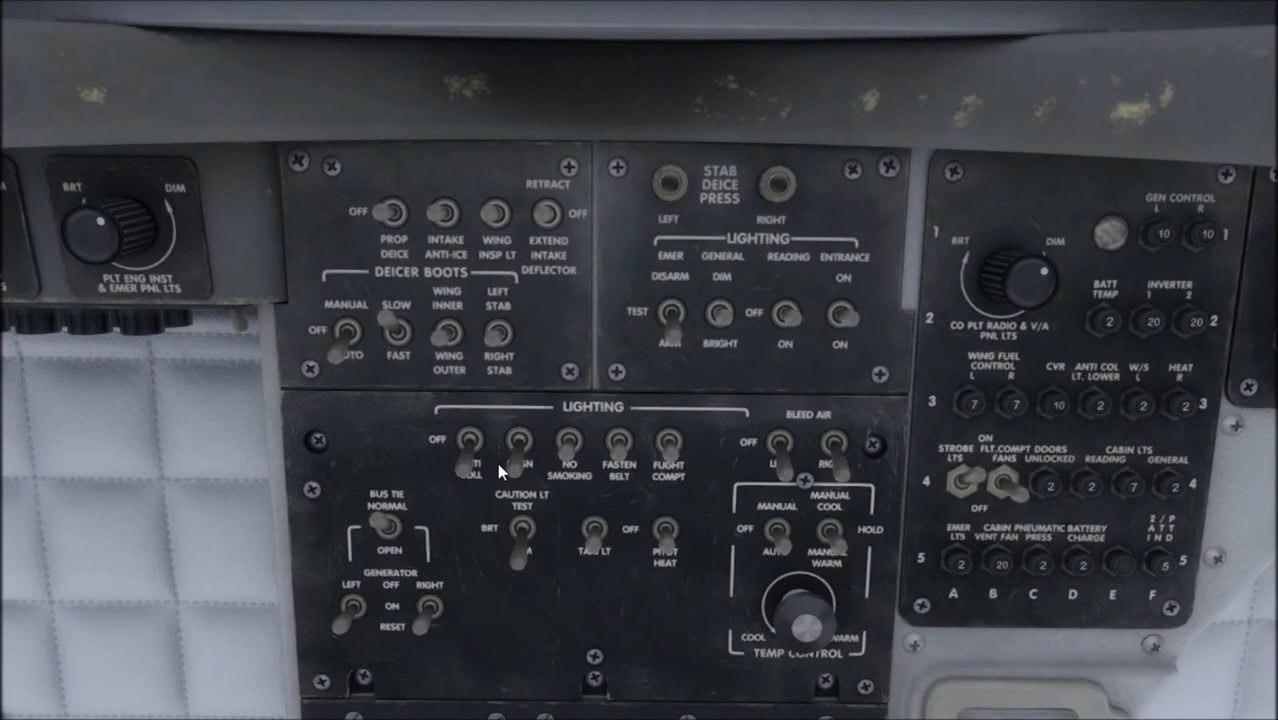 BRT DIM
PLT ENG INST
& EMER PNL LTS
RETRACT
OFF OFF
PROP INTAKE WING EXTEND
DEICE ANTI-ICE INSP LT INTAKE
DEFLECTOR
DEICER BOOTS
WING LEFT
MANUAL SLOW INNER STAB
OFF
FAST WING RIGHT
OUTER STAB
STAB
DEICE
PRESS
LEFT RIGHT
LIGHTING
EMER GENERAL READING ENTRANCE
DISARM DIM ON
TEST OFF
BRIGHT ON ON
LIGHTING
OFF
NO FASTEN FLIGHT
SMOKING BELT COMPT
BLEED AIR
OFF
BUS TIE
NORMAL
OPEN
CAUTION LT
TEST
BRT OFF
PITOT
HEAT
GENERATOR
LEFT OFF RIGHT
ON
RESET
MANUAL
MANUAL COOL
OFF HOLD
MANUAL
WARM
COOL WARM
TEMP CONTROL
GEN CONTROL
L R
1 10 10 1
BRT DIM
BATT INVERTER
TEMP 1 2
2 2 20 20 2
CO PLT RADIO & V/A
PNL LTS
WING FUEL CVR ANTI COL W/S HEAT
CONTROL LT. LOWER L R
L R
3 7 7 10 2 2 2 3
ON
STROBE FLT.COMPT DOORS CABIN LTS
LTS FANS UNLOCKED READING GENERAL
4 2 2 7 2 4
OFF
EMER CABIN PNEUMATIC BATTERY
LTS VENT FAN PRESS CHARGE
2 / P
A T
T T
I N D
5 2 20 2 2 5 5
A B C D E F